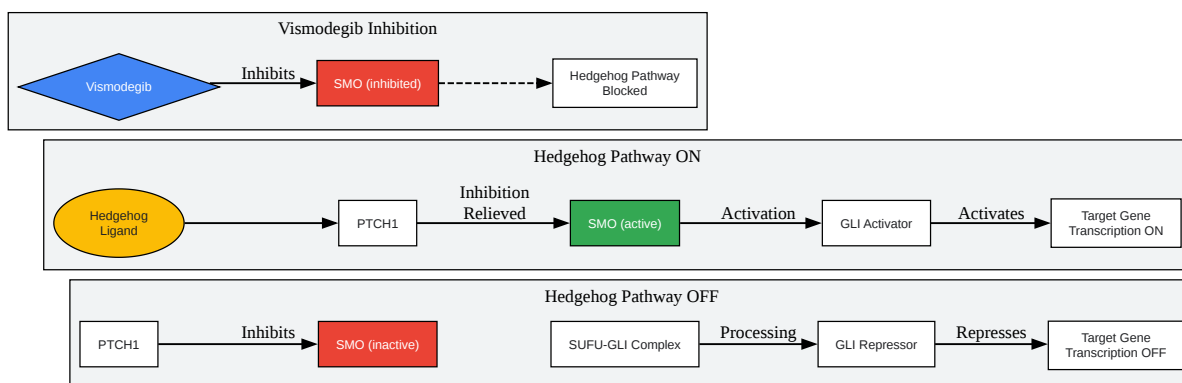 Vismodegib Inhibition
Vismodegib
Inhibits
SMO (inhibited)
Hedgehog Pathway
Blocked
Hedgehog Pathway ON
Hedgehog
Ligand
PTCH1
Inhibition
Relieved
SMO (active)
Activation
GLI Activator
Activates
Target Gene
Transcription ON
Hedgehog Pathway OFF
PTCH1
Inhibits
SMO (inactive)
SUFU-GLI Complex
Processing
GLI Repressor
Represses
Target Gene
Transcription OFF